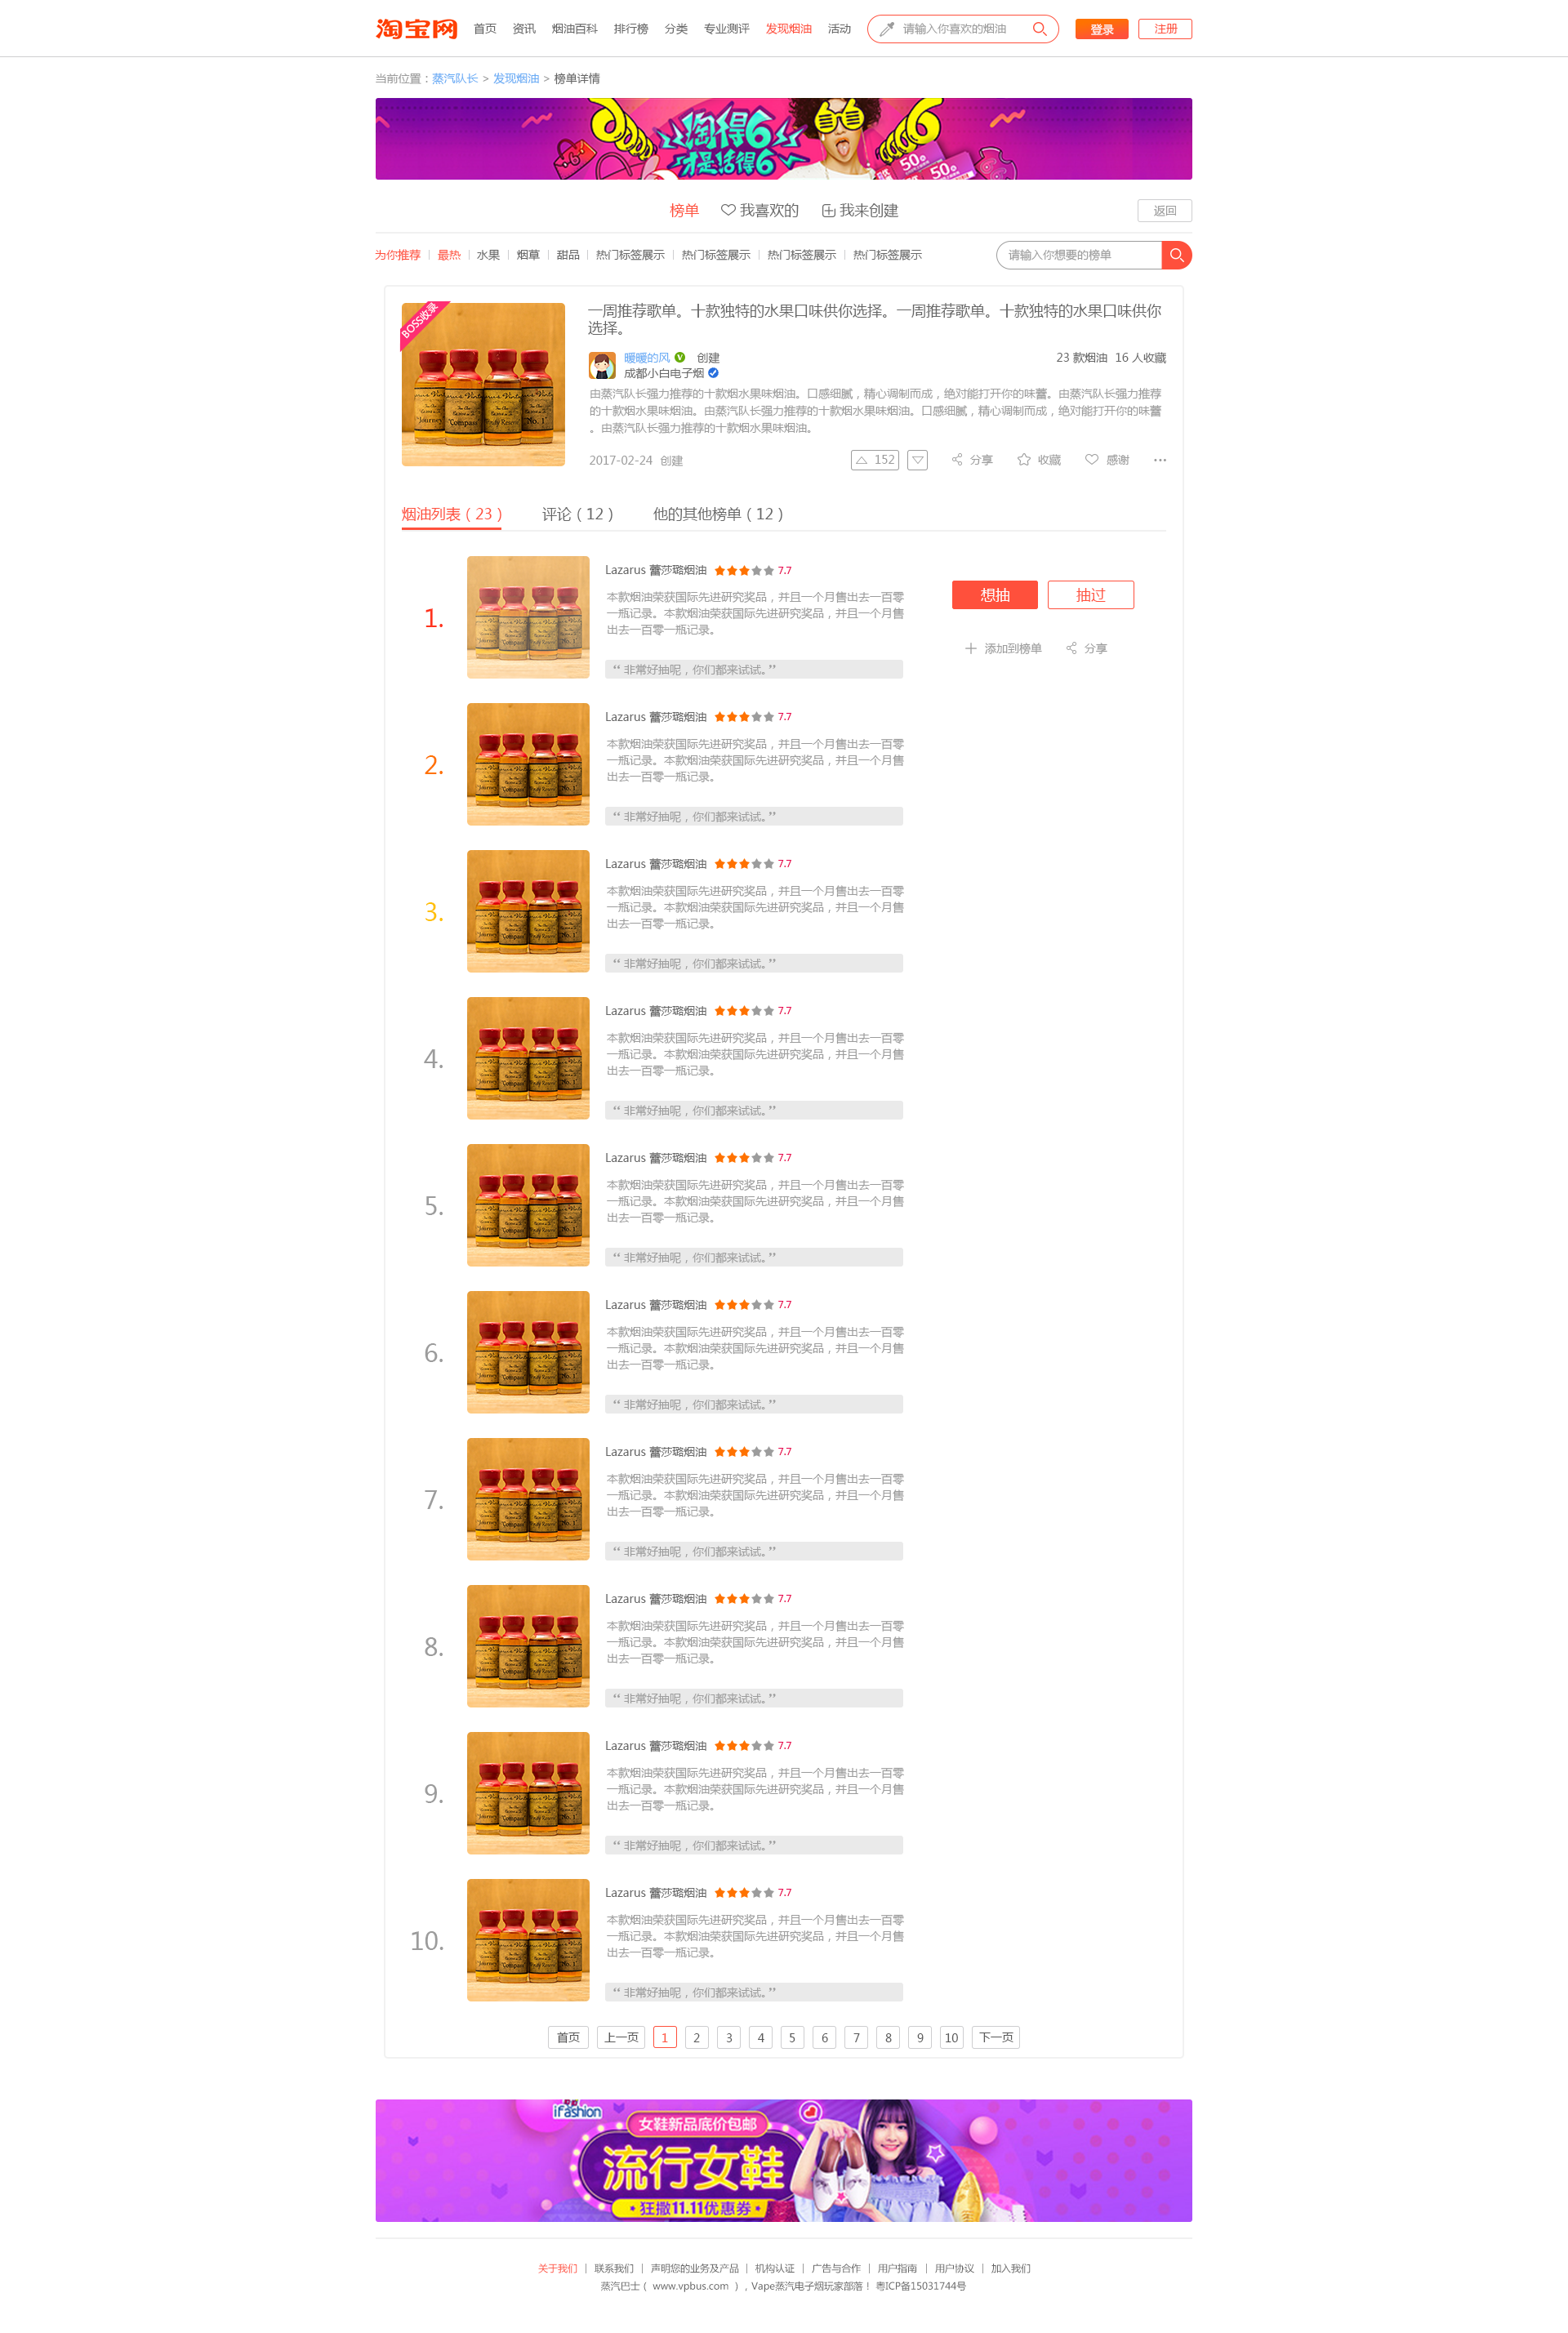 淘宝网 首页 资讯 烟油百科 排行榜 分类 专业测评 发现烟油 活动 请输入你喜欢的烟油 登录 注册
当前位置：蒸汽队长 > 发现烟油 > 榜单详情
淘得6
才是活得6
50元
50元
榜单 我喜欢的 我来创建 返回
为你推荐 | 最热 | 水果 | 烟草 | 甜品 | 热门标签展示 | 热门标签展示 | 热门标签展示 | 热门标签展示 请输入你想要的榜单
BOSS收录
一周推荐歌单。十款独特的水果口味供你选择。一周推荐歌单。十款独特的水果口味供你
选择。
暖暖的风 V 创建 23 款烟油 16 人收藏
成都小白电子烟
由蒸汽队长强力推荐的十款烟水果味烟油。口感细腻，精心调制而成，绝对能打开你的味蕾。由蒸汽队长强力推荐
的十款烟水果味烟油。由蒸汽队长强力推荐的十款烟水果味烟油。口感细腻，精心调制而成，绝对能打开你的味蕾
。由蒸汽队长强力推荐的十款烟水果味烟油。
2017-02-24 创建 152 分享 收藏 感谢 ···
烟油列表（23） 评论（12） 他的其他榜单（12）
1.
Lazarus 蕾莎璐烟油 7.7
本款烟油荣获国际先进研究奖品，并且一个月售出去一百零
一瓶记录。本款烟油荣获国际先进研究奖品，并且一个月售
出去一百零一瓶记录。
“ 非常好抽呢，你们都来试试。”
想抽 抽过
添加到榜单 分享
2.
Lazarus 蕾莎璐烟油 7.7
本款烟油荣获国际先进研究奖品，并且一个月售出去一百零
一瓶记录。本款烟油荣获国际先进研究奖品，并且一个月售
出去一百零一瓶记录。
“ 非常好抽呢，你们都来试试。”
3.
Lazarus 蕾莎璐烟油 7.7
本款烟油荣获国际先进研究奖品，并且一个月售出去一百零
一瓶记录。本款烟油荣获国际先进研究奖品，并且一个月售
出去一百零一瓶记录。
“ 非常好抽呢，你们都来试试。”
4.
Lazarus 蕾莎璐烟油 7.7
本款烟油荣获国际先进研究奖品，并且一个月售出去一百零
一瓶记录。本款烟油荣获国际先进研究奖品，并且一个月售
出去一百零一瓶记录。
“ 非常好抽呢，你们都来试试。”
5.
Lazarus 蕾莎璐烟油 7.7
本款烟油荣获国际先进研究奖品，并且一个月售出去一百零
一瓶记录。本款烟油荣获国际先进研究奖品，并且一个月售
出去一百零一瓶记录。
“ 非常好抽呢，你们都来试试。”
6.
Lazarus 蕾莎璐烟油 7.7
本款烟油荣获国际先进研究奖品，并且一个月售出去一百零
一瓶记录。本款烟油荣获国际先进研究奖品，并且一个月售
出去一百零一瓶记录。
“ 非常好抽呢，你们都来试试。”
7.
Lazarus 蕾莎璐烟油 7.7
本款烟油荣获国际先进研究奖品，并且一个月售出去一百零
一瓶记录。本款烟油荣获国际先进研究奖品，并且一个月售
出去一百零一瓶记录。
“ 非常好抽呢，你们都来试试。”
8.
Lazarus 蕾莎璐烟油 7.7
本款烟油荣获国际先进研究奖品，并且一个月售出去一百零
一瓶记录。本款烟油荣获国际先进研究奖品，并且一个月售
出去一百零一瓶记录。
“ 非常好抽呢，你们都来试试。”
9.
Lazarus 蕾莎璐烟油 7.7
本款烟油荣获国际先进研究奖品，并且一个月售出去一百零
一瓶记录。本款烟油荣获国际先进研究奖品，并且一个月售
出去一百零一瓶记录。
“ 非常好抽呢，你们都来试试。”
10.
Lazarus 蕾莎璐烟油 7.7
本款烟油荣获国际先进研究奖品，并且一个月售出去一百零
一瓶记录。本款烟油荣获国际先进研究奖品，并且一个月售
出去一百零一瓶记录。
“ 非常好抽呢，你们都来试试。”
首页 上一页 1 2 3 4 5 6 7 8 9 10 下一页
iFashion
女鞋新品底价包邮
流行女鞋
狂撒11.11优惠券
关于我们 | 联系我们 | 声明您的业务及产品 | 机构认证 | 广告与合作 | 用户指南 | 用户协议 | 加入我们
蒸汽巴士（ www.vpbus.com ），Vape蒸汽电子烟玩家部落！ 粤ICP备15031744号